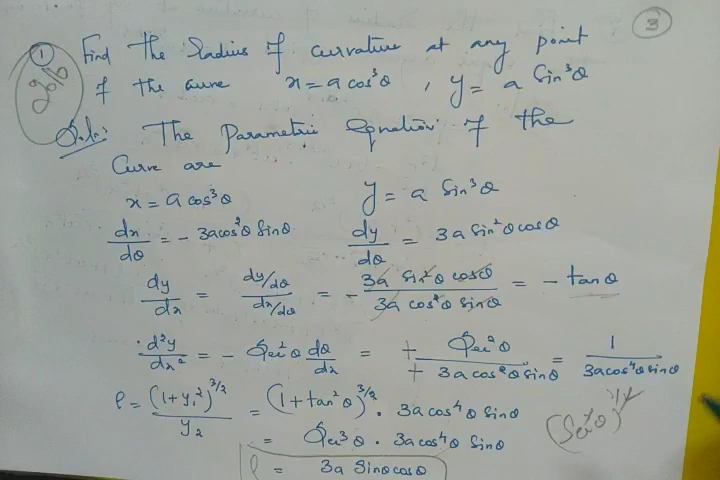 3
① Find the radius of curvature at any point
of the curve x = a cos³θ , y = a Sin³θ
Soln: The Parametric Equation of the
Curve are
x = a cos³θ y = a Sin³θ
dx/dθ = - 3a cos²θ Sinθ dy/dθ = 3a Sin²θ cosθ
dy/dx = (dy/dθ)/(dx/dθ) = - (3a Sin²θ cosθ)/(3a cos²θ Sinθ) = - tanθ
d²y/dx² = - Sec²θ dθ/dx = + Sec²θ/(+ 3a cos²θ Sinθ) = 1/(3a cos⁴θ Sinθ)
ρ = (1+y₁²)^3/2 / y₂ = (1+tan²θ)^3/2 . 3a cos⁴θ Sinθ
= Sec³θ . 3a cos⁴θ Sinθ (Sec²θ)
ρ = 3a Sinθ cosθ